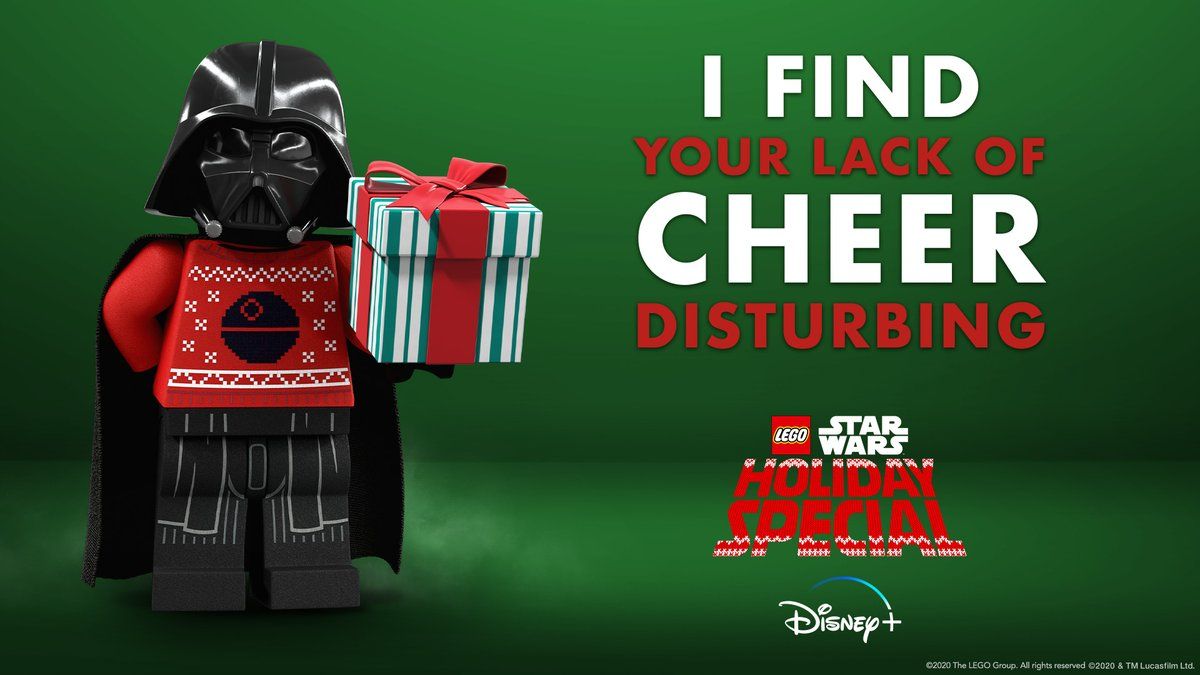 I FIND
YOUR LACK OF
CHEER
DISTURBING
LEGO STAR
WARS
HOLIDAY
SPECIAL
Disney+
©2020 The LEGO Group. All rights reserved ©2020 & TM Lucasfilm Ltd.